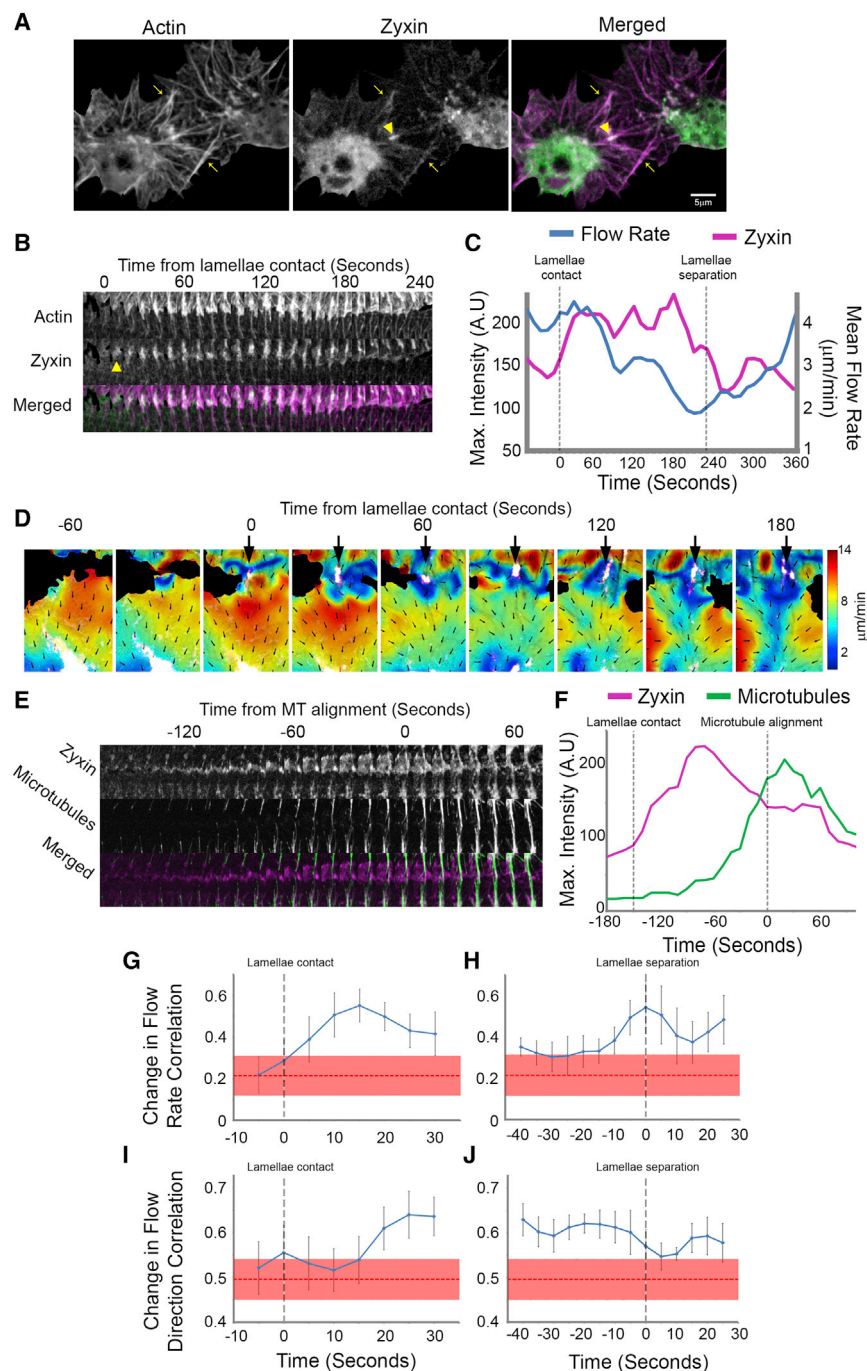 A
Actin
Zyxin
Merged
5μm
B
Time from lamellae contact (Seconds)
0 60 120 180 240
Actin
Zyxin
Merged
C
Flow Rate
Zyxin
Lamellae contact
Lamellae separation
Max. Intensity (A.U)
200
150
100
50
Mean Flow Rate (μm/min)
4
3
2
1
0 60 120 180 240 300 360
Time (Seconds)
D
Time from lamellae contact (Seconds)
-60 0 60 120 180
14
10
6
2
E
Time from MT alignment (Seconds)
-120 -60 0 60
Zyxin
Microtubules
Merged
F
Zyxin
Microtubules
Lamellae contact
Microtubule alignment
Max. Intensity (A.U)
200
100
0
-180 -120 -60 0 60
Time (Seconds)
G
Lamellae contact
Change in Flow Rate Correlation
0.6
0.4
0.2
0
-10 0 10 20 30
H
Lamellae separation
0.6
0.4
0.2
0
-40 -30 -20 -10 0 10 20 30
I
Lamellae contact
Change in Flow Direction Correlation
0.7
0.6
0.5
0.4
-10 0 10 20 30
Time (Seconds)
J
Lamellae separation
0.7
0.6
0.5
0.4
-40 -30 -20 -10 0 10 20 30
Time (Seconds)